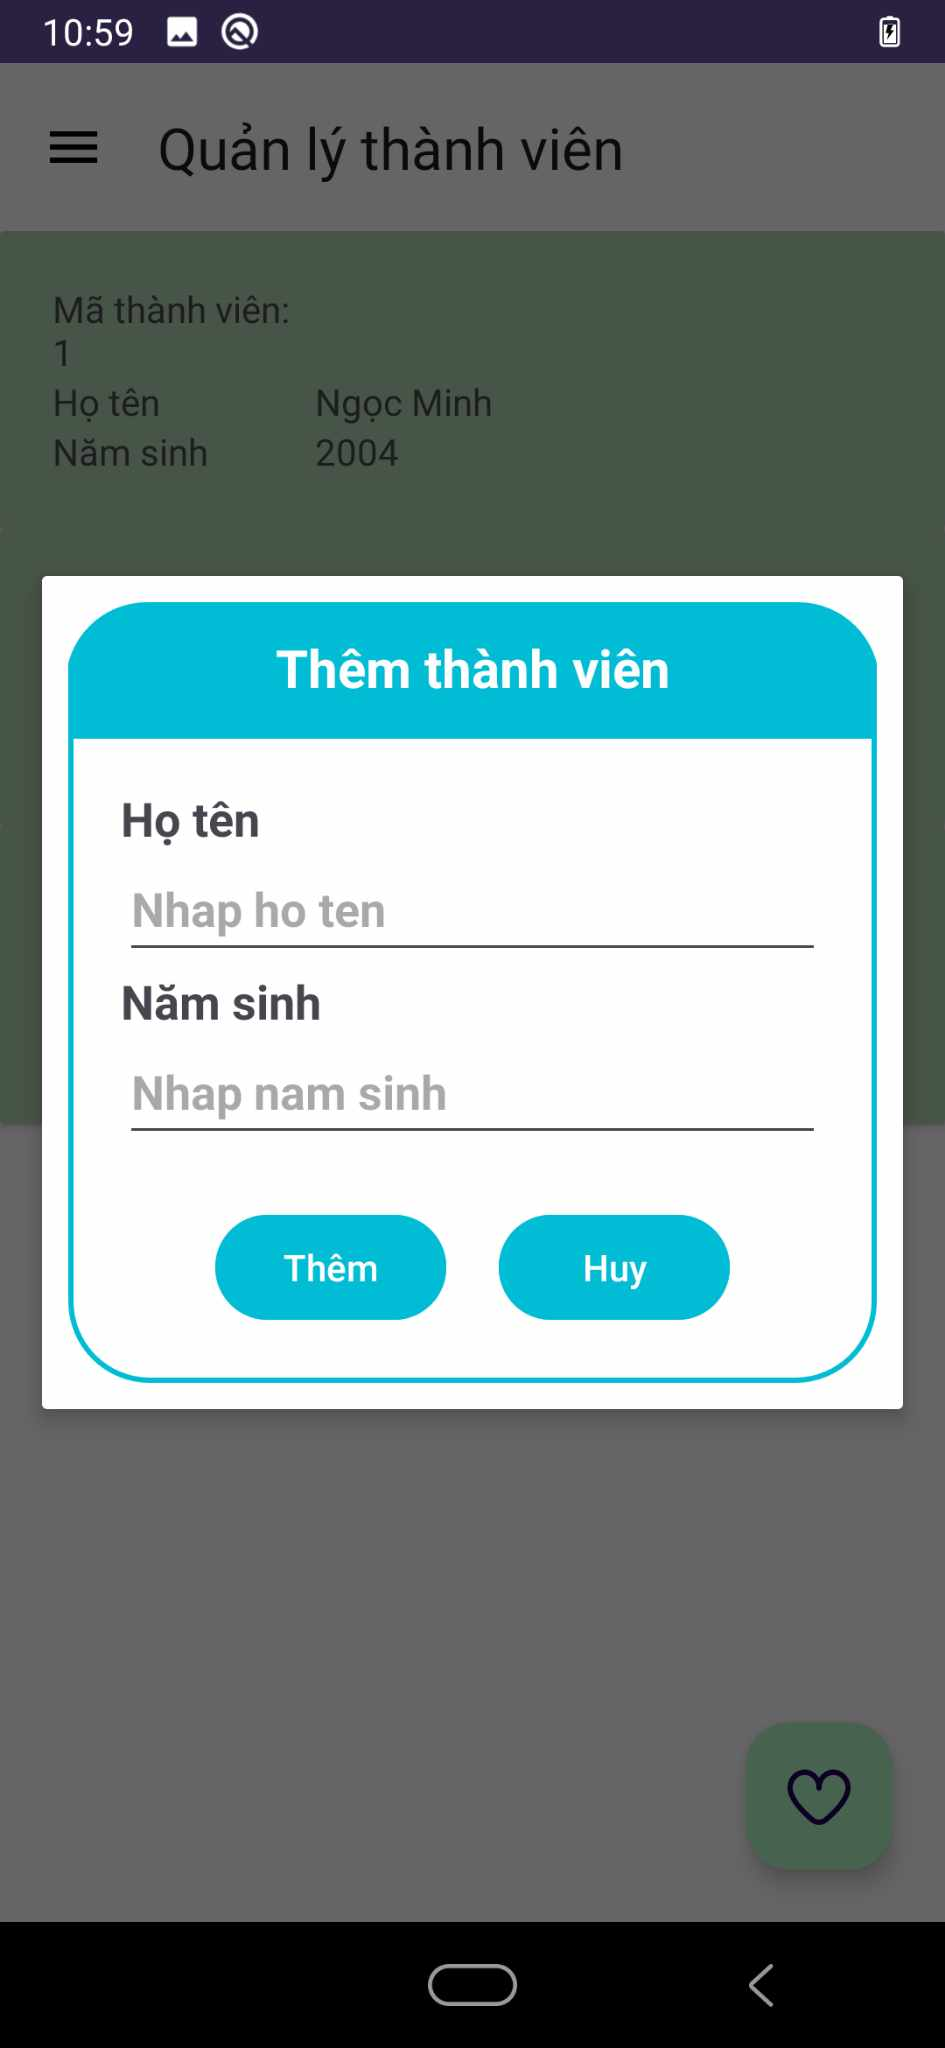 10:59
Quản lý thành viên
Mã thành viên:
1
Họ tên Ngọc Minh
Năm sinh 2004
Thêm thành viên
Họ tên
Nhap ho ten
Năm sinh
Nhap nam sinh
Thêm Huy